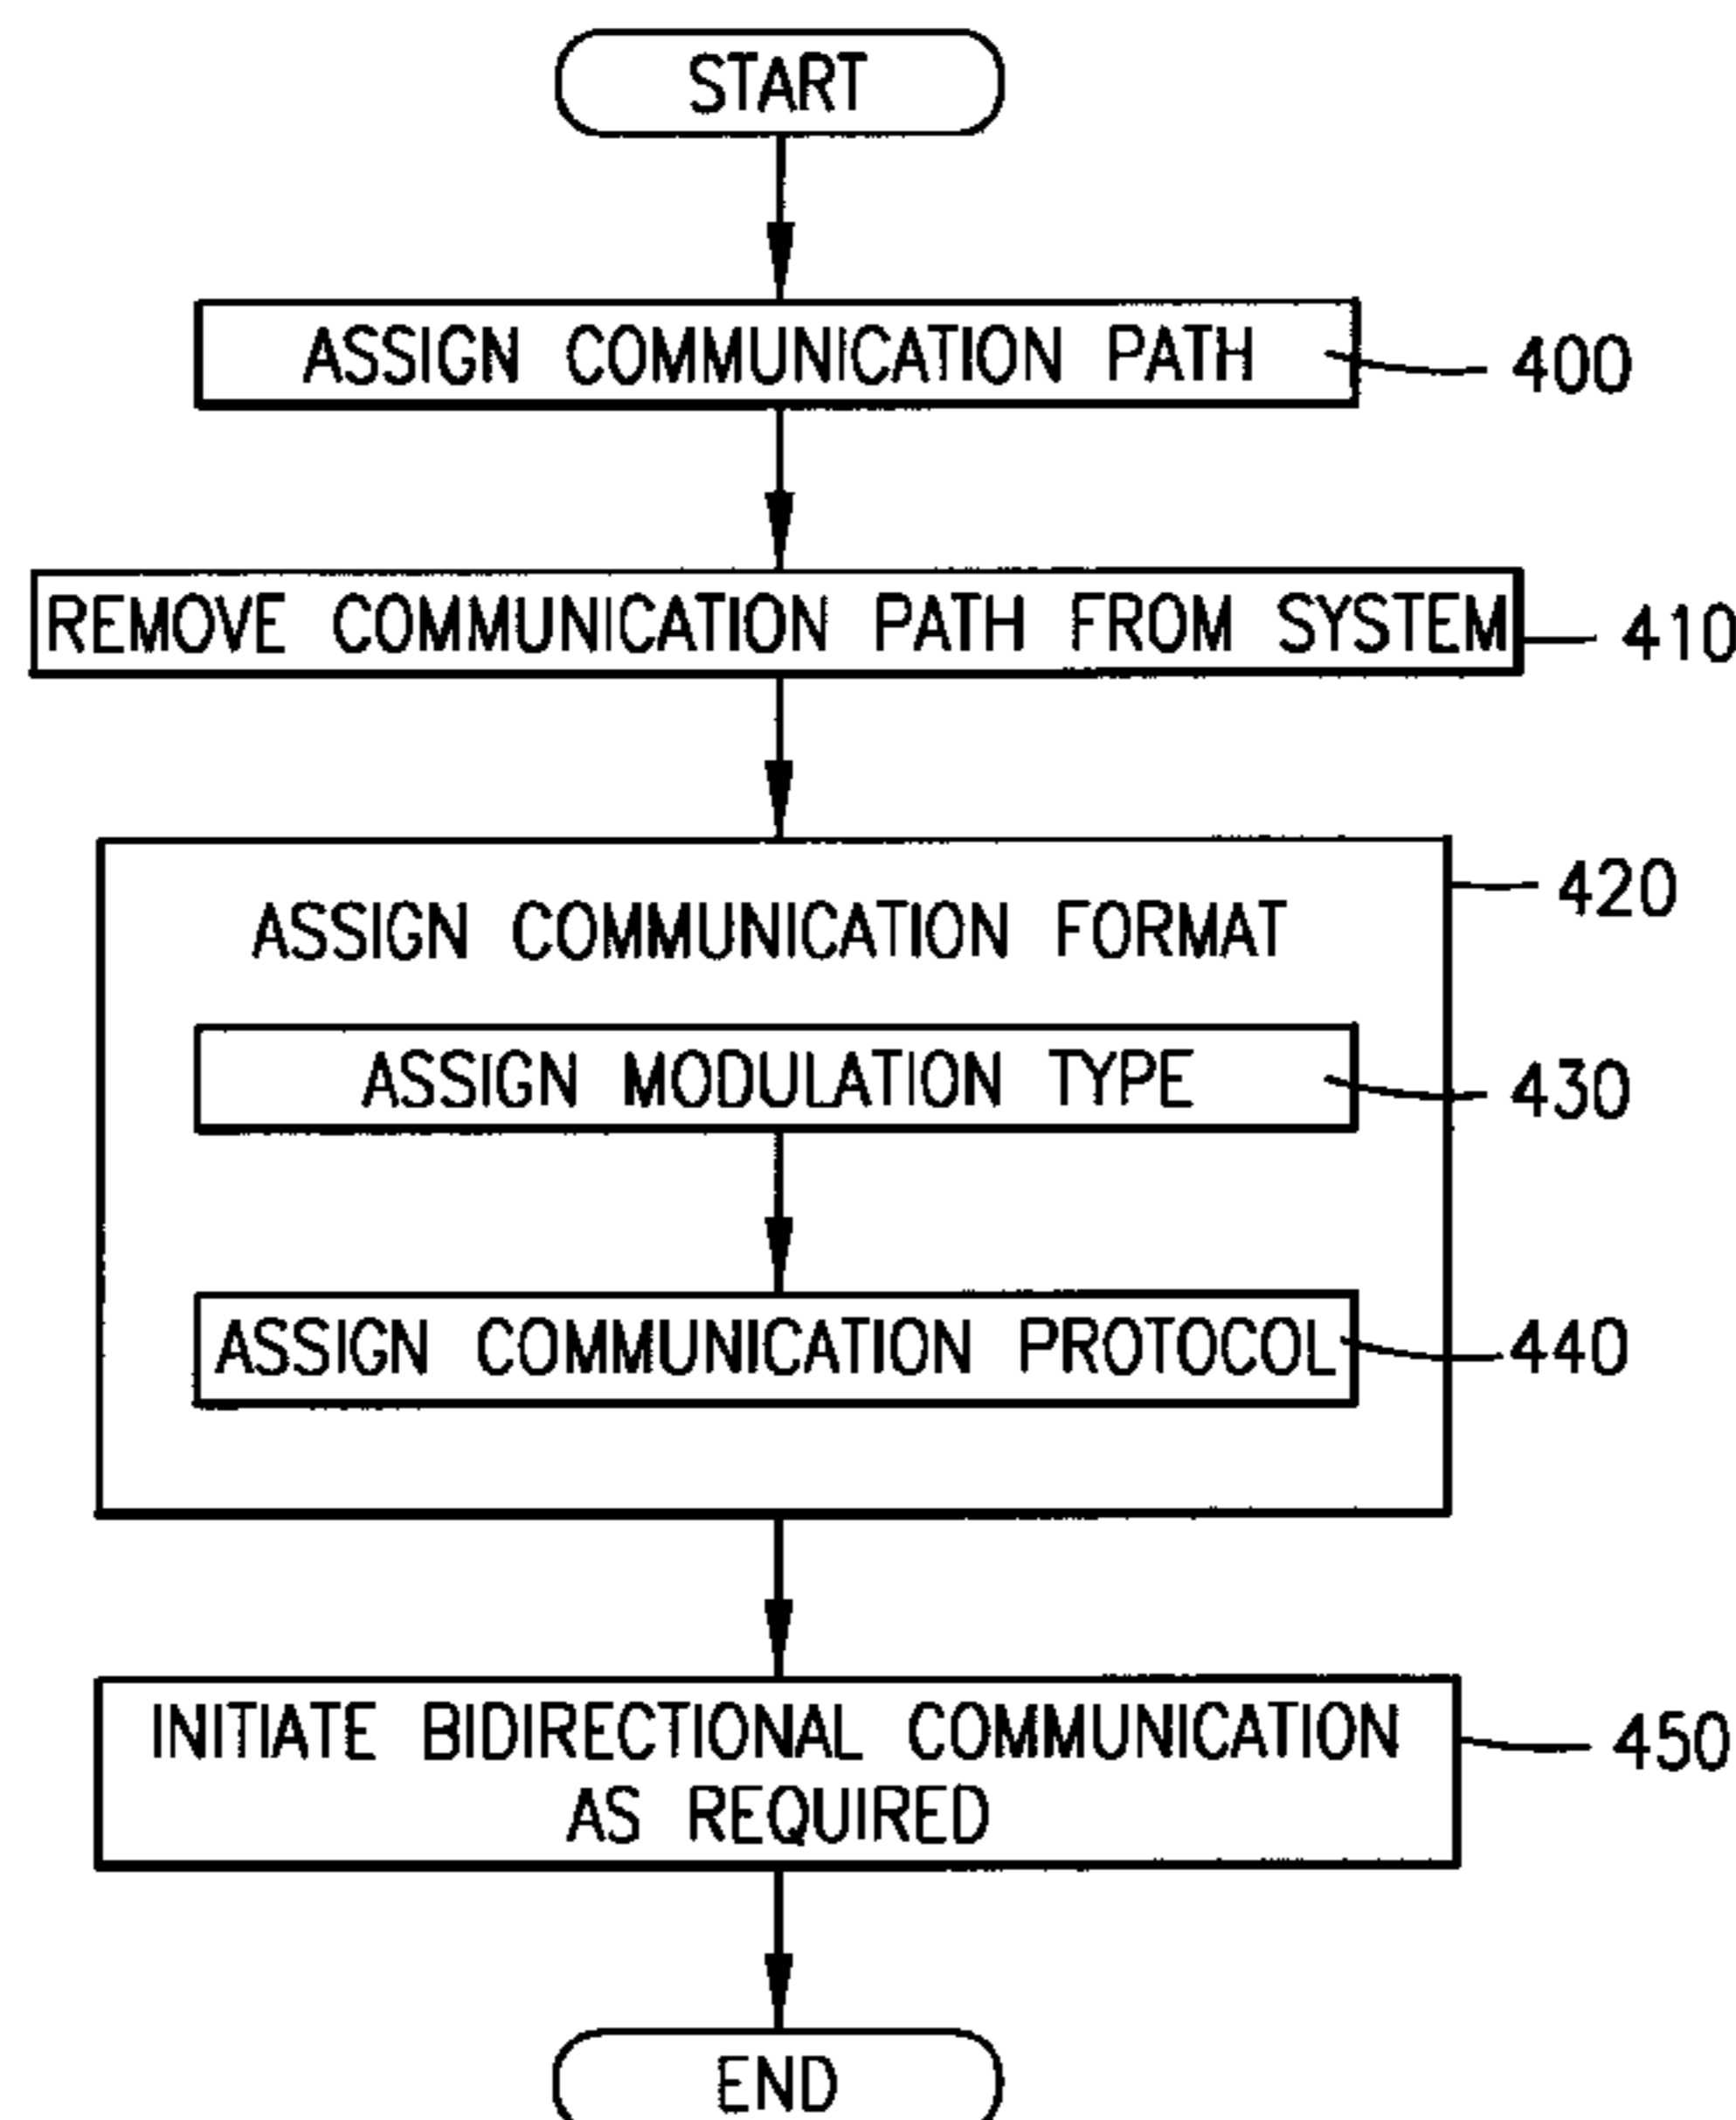 START
ASSIGN COMMUNICATION PATH
400
REMOVE COMMUNICATION PATH FROM SYSTEM
410
420
ASSIGN COMMUNICATION FORMAT
ASSIGN MODULATION TYPE
430
ASSIGN COMMUNICATION PROTOCOL
440
INITIATE BIDIRECTIONAL COMMUNICATION
450
AS REQUIRED
END